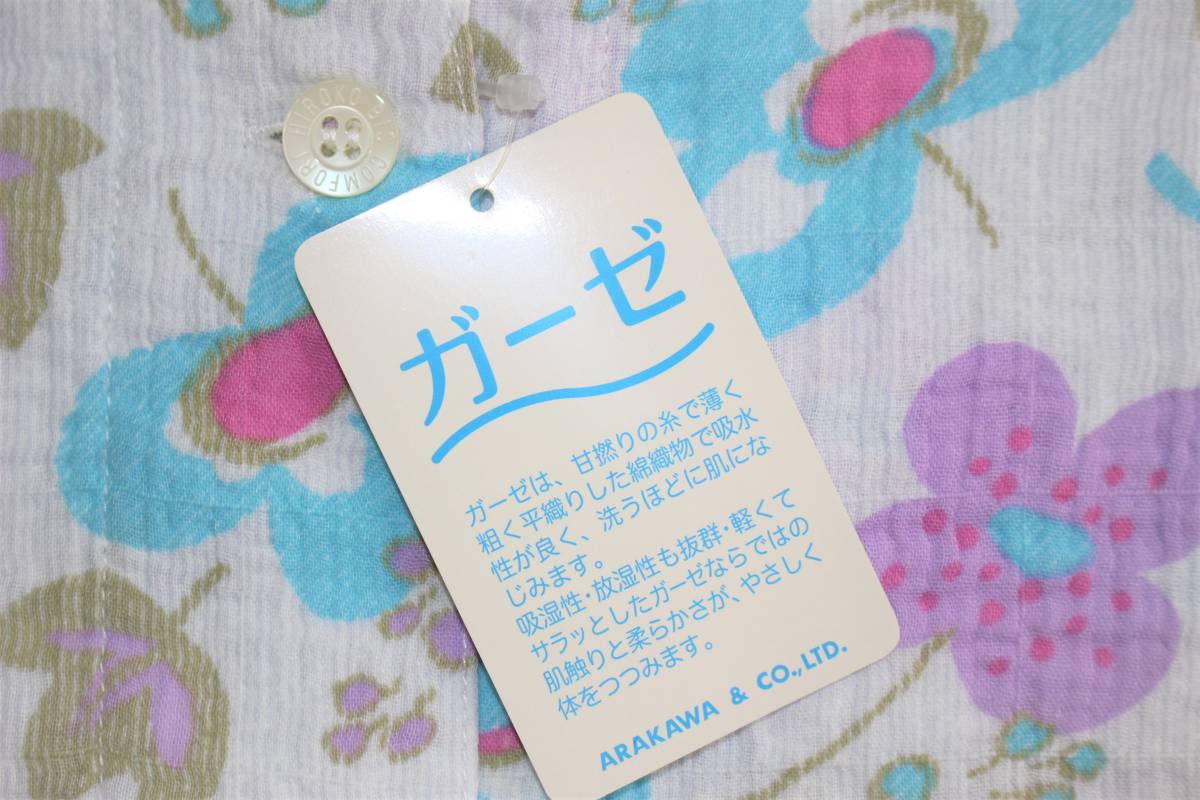 HIROKO BIS COMFORT
ガーゼ
ガーゼは、甘撚りの糸で薄く
粗く平織りした綿織物で吸水
性が良く、洗うほどに肌にな
じみます。
吸湿性・放湿性も抜群・軽くて
サラッとしたガーゼならではの
肌触りと柔らかさが、やさしく
体をつつみます。
ARAKAWA & CO.,LTD.